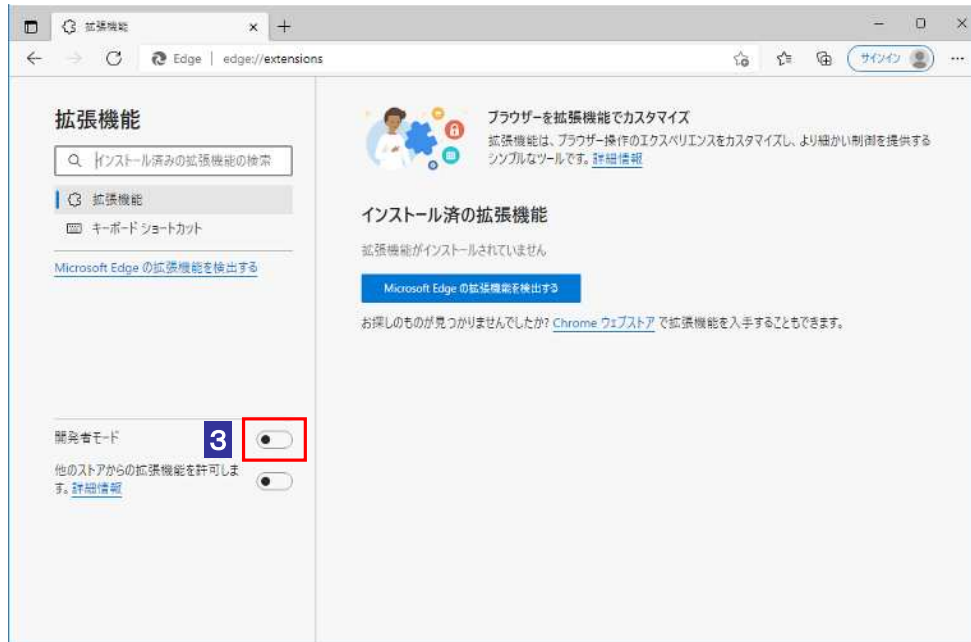 拡張機能
Edge | edge://extensions
サインイン
拡張機能
インストール済みの拡張機能の検索
拡張機能
キーボード ショートカット
Microsoft Edge の拡張機能を検出する
開発者モード
3
他のストアからの拡張機能を許可しま
す。詳細情報
ブラウザーを拡張機能でカスタマイズ
拡張機能は、ブラウザー操作のエクスペリエンスをカスタマイズし、より細かい制御を提供する
シンプルなツールです。詳細情報
インストール済の拡張機能
拡張機能がインストールされていません
Microsoft Edge の拡張機能を検出する
お探しのものが見つかりませんでしたか? Chrome ウェブストア で拡張機能を入手することもできます。